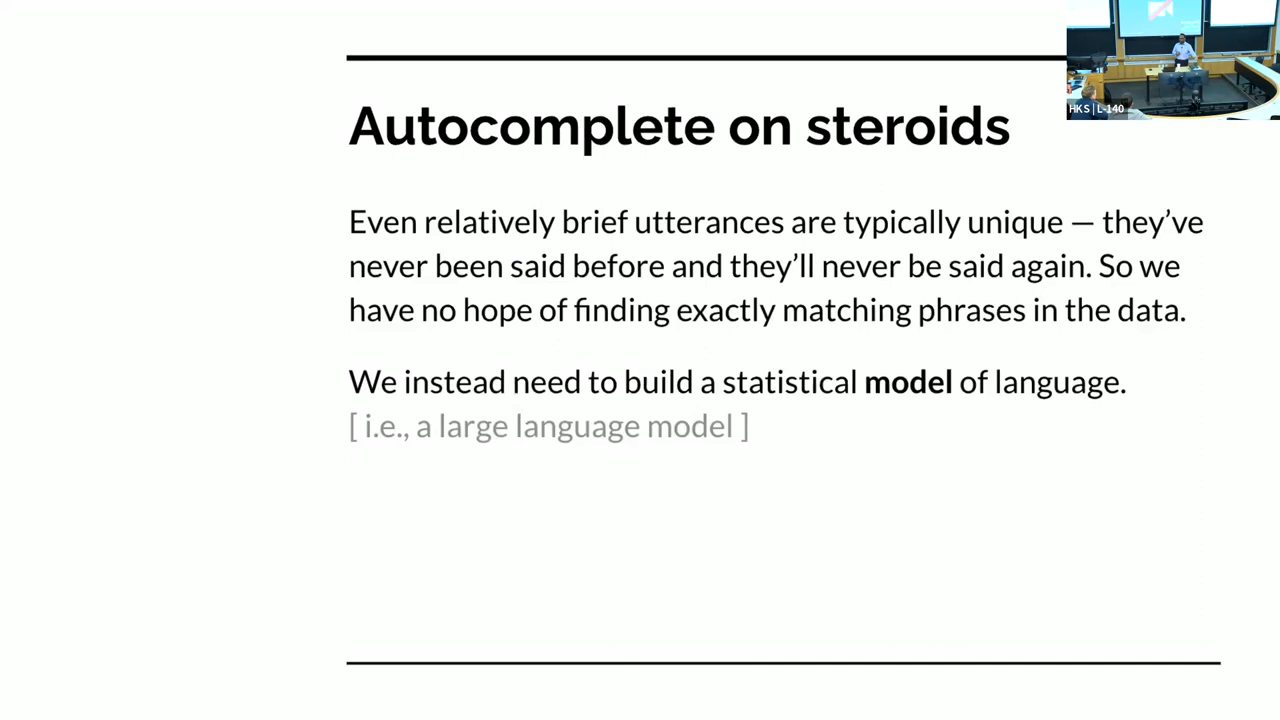 HKS | L-140
Autocomplete on steroids
Even relatively brief utterances are typically unique — they’ve
never been said before and they’ll never be said again. So we
have no hope of finding exactly matching phrases in the data.
We instead need to build a statistical model of language.
[ i.e., a large language model ]